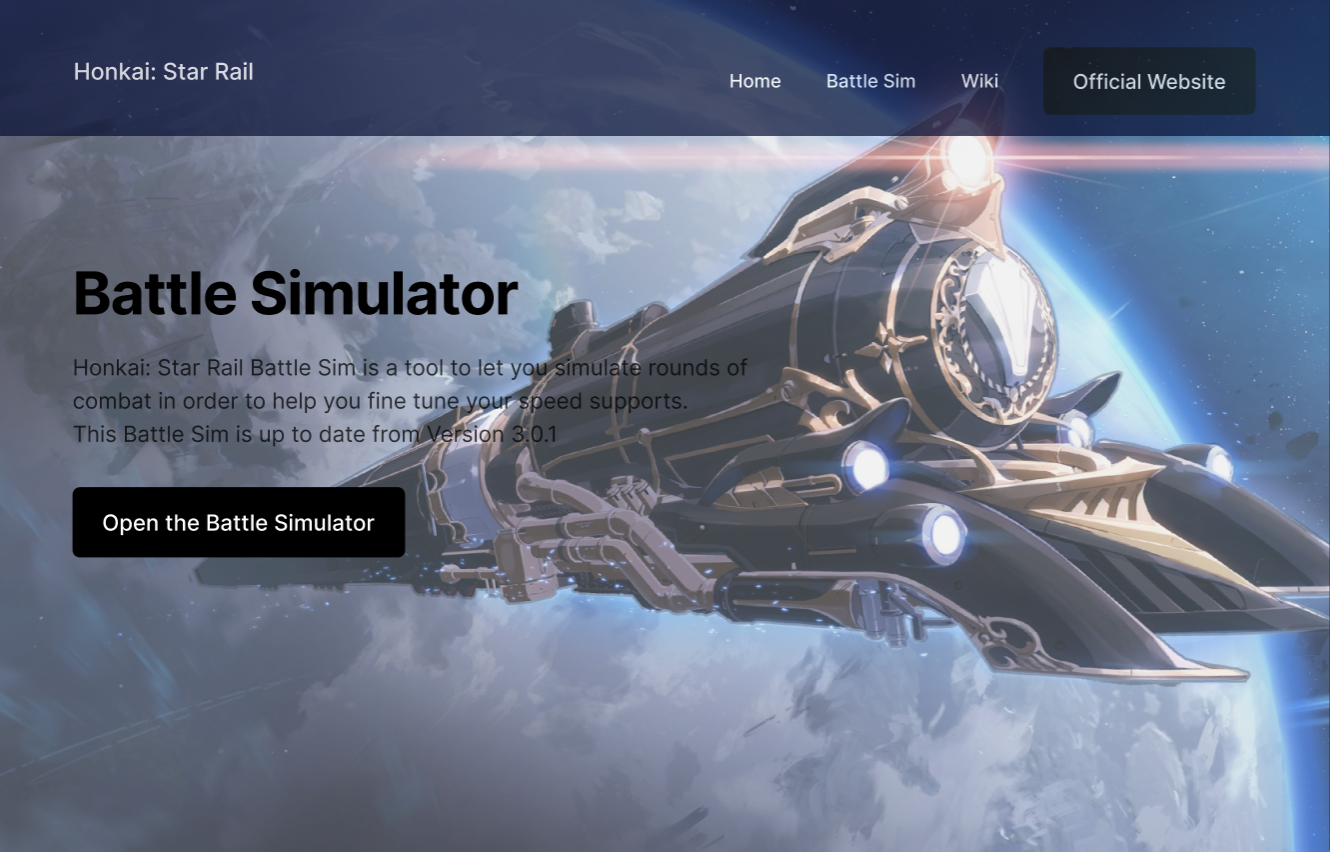 Honkai: Star Rail
Home
Battle Sim
Wiki
Official Website
Battle Simulator
Honkai: Star Rail Battle Sim is a tool to let you simulate rounds of
combat in order to help you fine tune your speed supports.
This Battle Sim is up to date from Version 3.0.1
Open the Battle Simulator